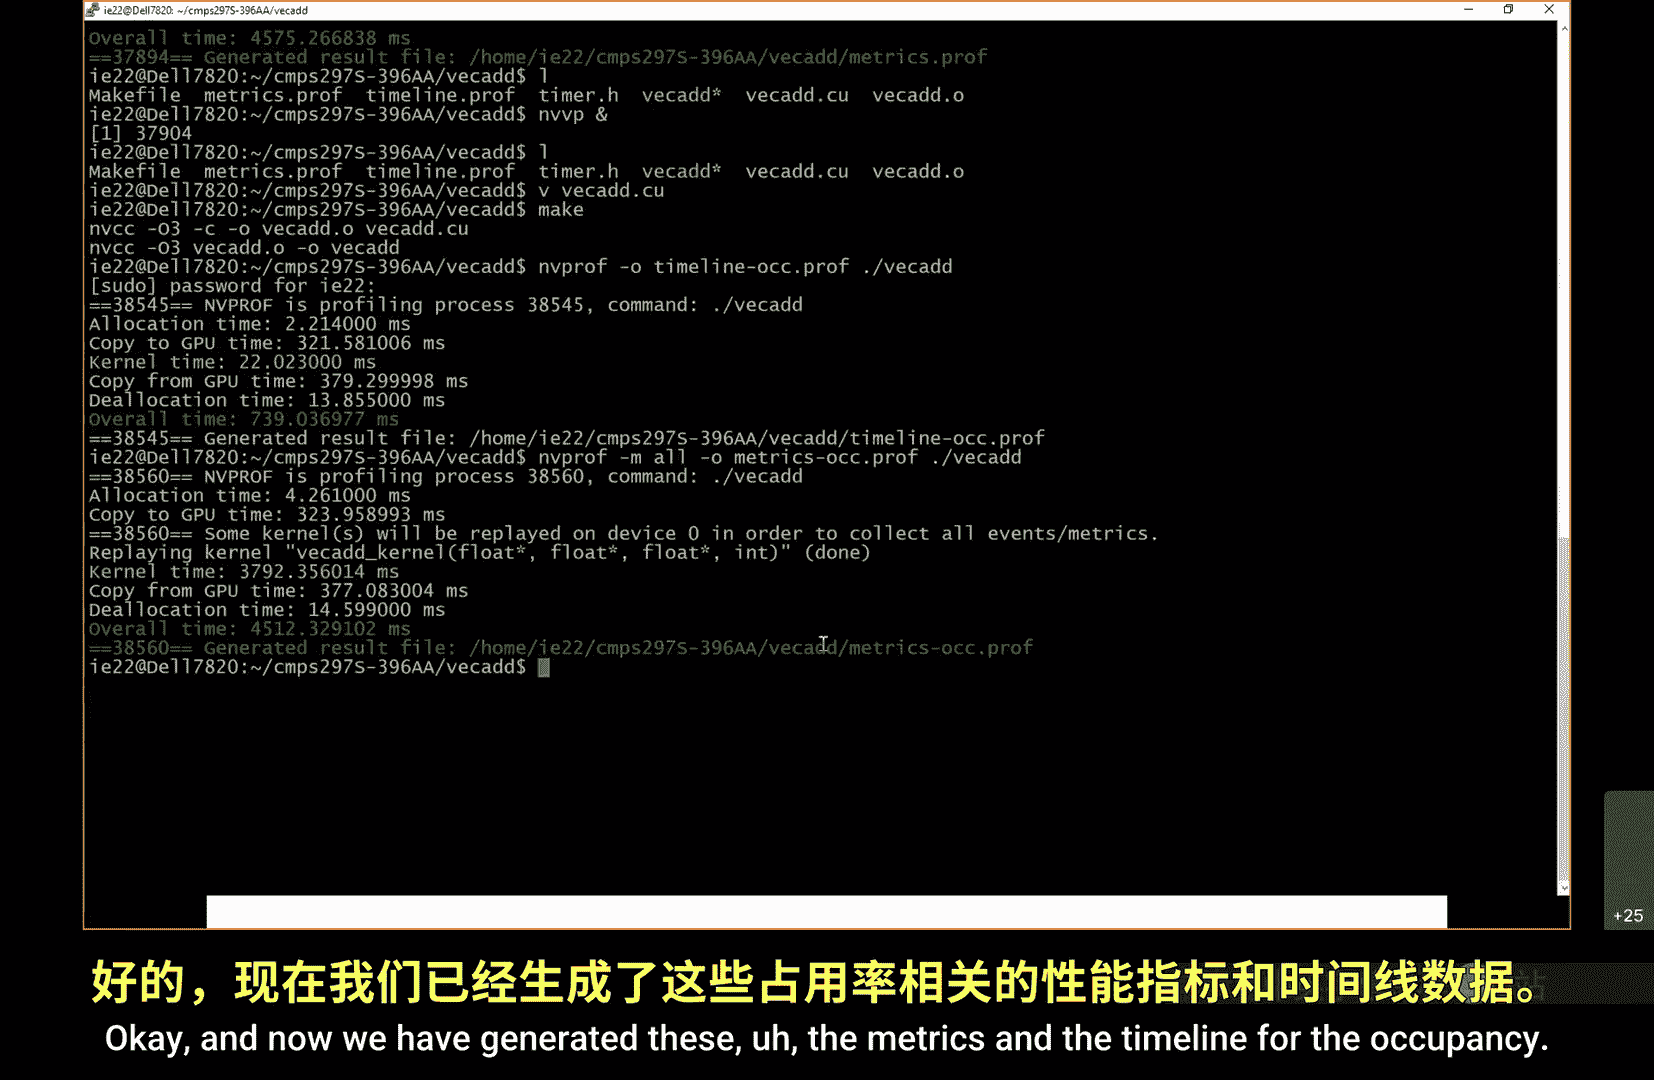 ie22@Dell7820: ~/cmps297S-396AA/vecadd
Overall time: 4575.266838 ms
==37894== Generated result file: /home/ie22/cmps297S-396AA/vecadd/metrics.prof
ie22@Dell7820:~/cmps297S-396AA/vecadd$ l
Makefile  metrics.prof  timeline.prof  timer.h  vecadd*  vecadd.cu  vecadd.o
ie22@Dell7820:~/cmps297S-396AA/vecadd$ nvvp &
[1] 37904
ie22@Dell7820:~/cmps297S-396AA/vecadd$ l
Makefile  metrics.prof  timeline.prof  timer.h  vecadd*  vecadd.cu  vecadd.o
ie22@Dell7820:~/cmps297S-396AA/vecadd$ v vecadd.cu
ie22@Dell7820:~/cmps297S-396AA/vecadd$ make
nvcc -O3 -c -o vecadd.o vecadd.cu
nvcc -O3 vecadd.o -o vecadd
ie22@Dell7820:~/cmps297S-396AA/vecadd$ nvprof -o timeline-occ.prof ./vecadd
[sudo] password for ie22:
==38545== NVPROF is profiling process 38545, command: ./vecadd
Allocation time: 2.214000 ms
Copy to GPU time: 321.581006 ms
Kernel time: 22.023000 ms
Copy from GPU time: 379.299998 ms
Deallocation time: 13.855000 ms
Overall time: 739.036977 ms
==38545== Generated result file: /home/ie22/cmps297S-396AA/vecadd/timeline-occ.prof
ie22@Dell7820:~/cmps297S-396AA/vecadd$ nvprof -m all -o metrics-occ.prof ./vecadd
==38560== NVPROF is profiling process 38560, command: ./vecadd
Allocation time: 4.261000 ms
Copy to GPU time: 323.958993 ms
==38560== Some kernel(s) will be replayed on device 0 in order to collect all events/metrics.
Replaying kernel "vecadd_kernel(float*, float*, float*, int)" (done)
Kernel time: 3792.356014 ms
Copy from GPU time: 377.083004 ms
Deallocation time: 14.599000 ms
Overall time: 4512.329102 ms
==38560== Generated result file: /home/ie22/cmps297S-396AA/vecadd/metrics-occ.prof
ie22@Dell7820:~/cmps297S-396AA/vecadd$
+25
好的，现在我们已经生成了这些占用率相关的性能指标和时间线数据。
Okay, and now we have generated these, uh, the metrics and the timeline for the occupancy.